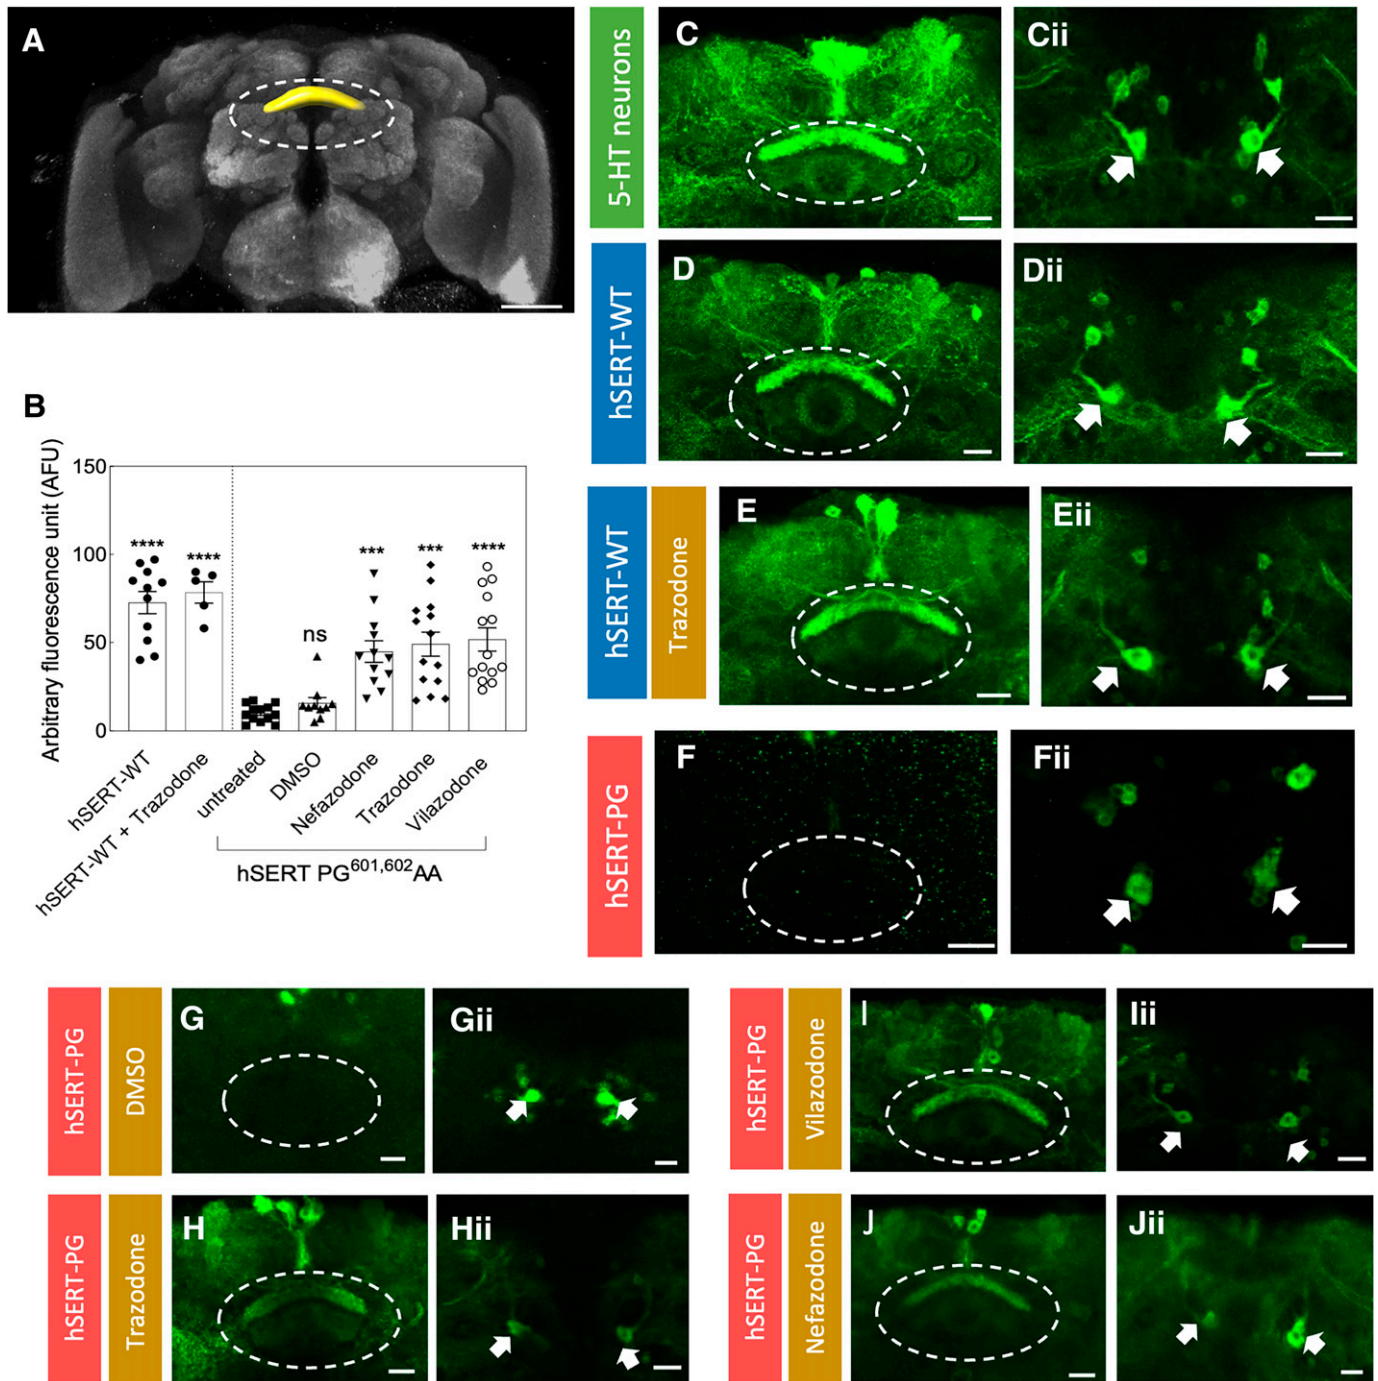 A
B
Arbitrary fluorescence unit (AFU)
150
100
50
0
****
****
ns
***
***
****
hSERT-WT
hSERT-WT + Trazodone
untreated
DMSO
Nefazodone
Trazodone
Vilazodone
hSERT PG601,602AA
5-HT neurons
C
Cii
hSERT-WT
D
Dii
hSERT-WT
Trazodone
E
Eii
hSERT-PG
F
Fii
hSERT-PG
DMSO
G
Gii
hSERT-PG
Vilazodone
I
Iii
hSERT-PG
Trazodone
H
Hii
hSERT-PG
Nefazodone
J
Jii